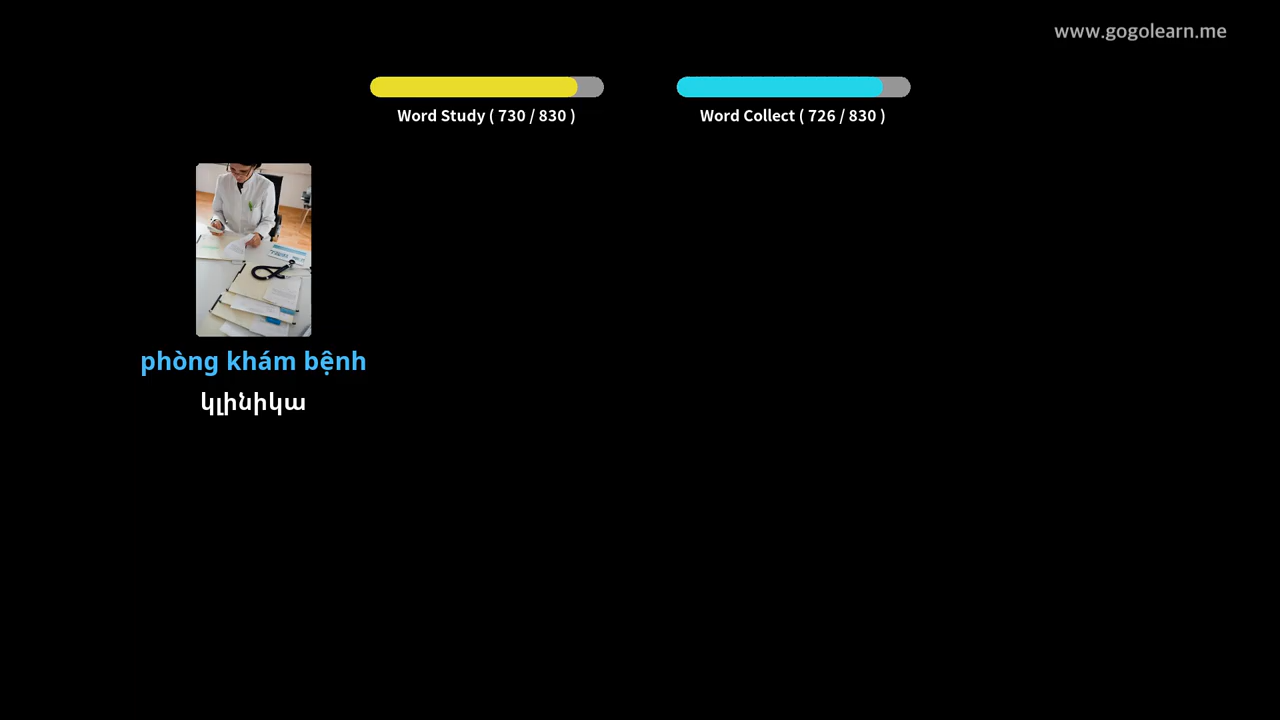 www.gogolearn.me
Word Study ( 730 / 830 )
Word Collect ( 726 / 830 )
phòng khám bệnh
կլինիկա